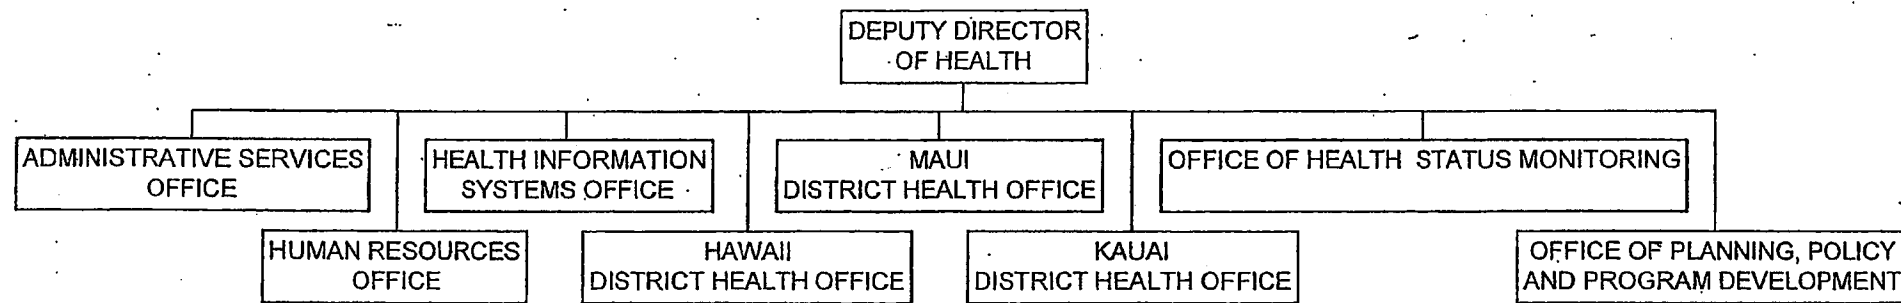 DEPUTY DIRECTOR
OF HEALTH
ADMINISTRATIVE SERVICES
OFFICE
HEALTH INFORMATION
SYSTEMS OFFICE
MAUI
DISTRICT HEALTH OFFICE
OFFICE OF HEALTH STATUS MONITORING
HUMAN RESOURCES
OFFICE
HAWAII
DISTRICT HEALTH OFFICE
KAUAI
DISTRICT HEALTH OFFICE
OFFICE OF PLANNING, POLICY
AND PROGRAM DEVELOPMENT